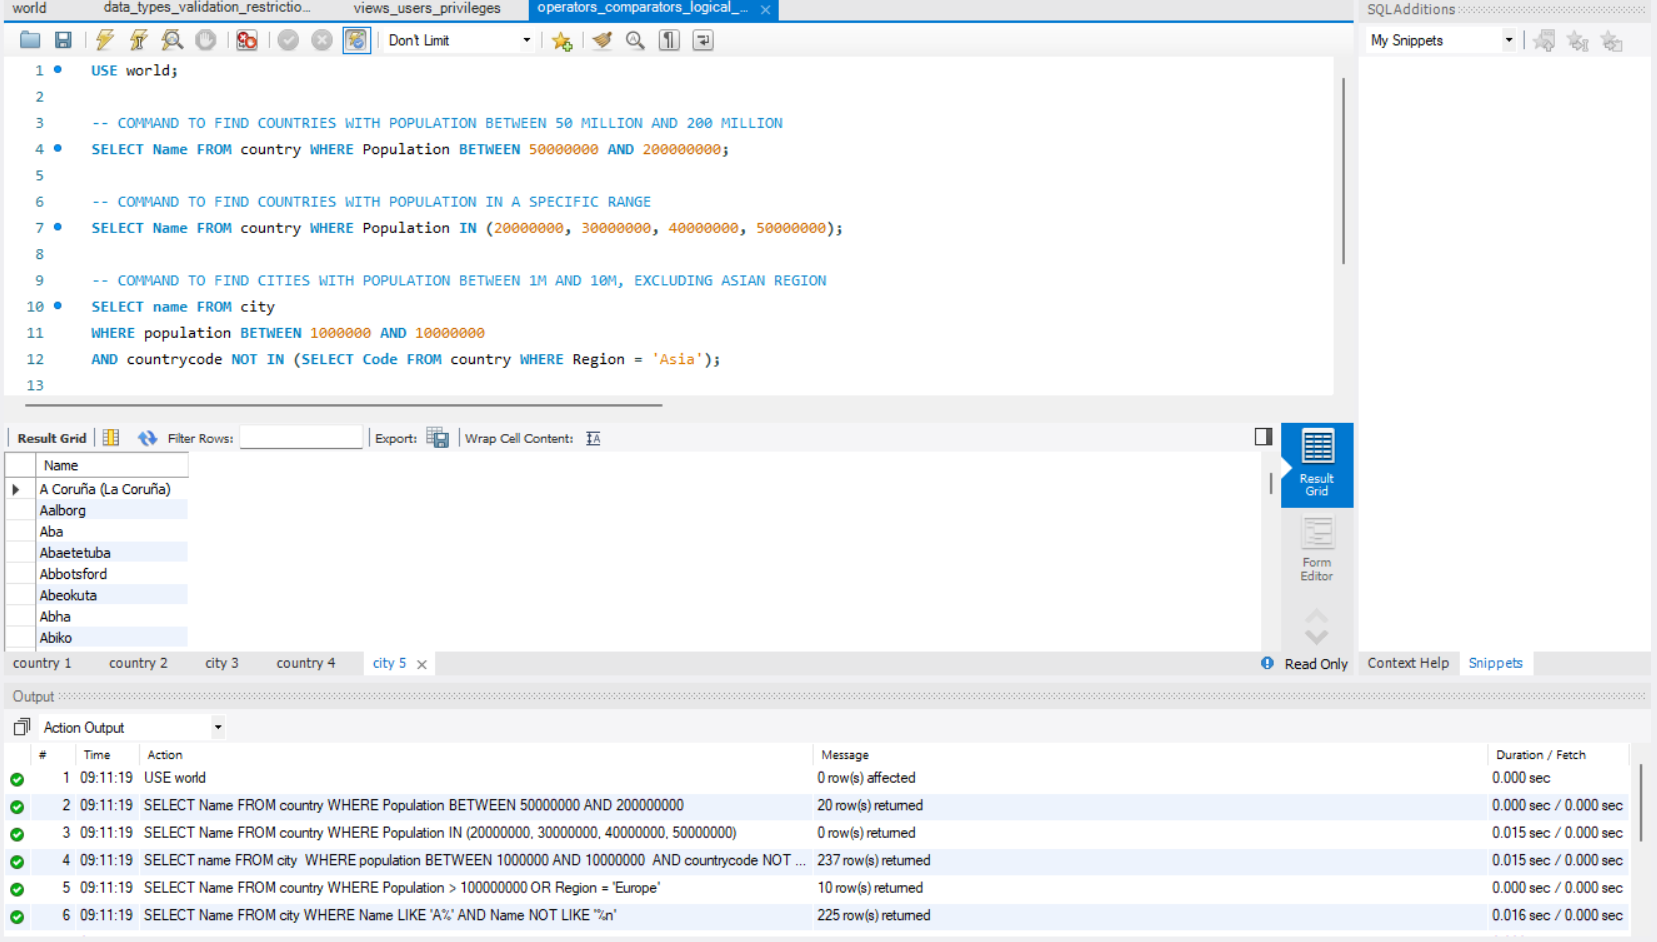 world data_types_validation_restrictio... views_users_privileges operators_comparators_logical_...
SQLAdditions
Don't Limit
My Snippets
1 USE world;
2
3 -- COMMAND TO FIND COUNTRIES WITH POPULATION BETWEEN 50 MILLION AND 200 MILLION
4 SELECT Name FROM country WHERE Population BETWEEN 50000000 AND 200000000;
5
6 -- COMMAND TO FIND COUNTRIES WITH POPULATION IN A SPECIFIC RANGE
7 SELECT Name FROM country WHERE Population IN (20000000, 30000000, 40000000, 50000000);
8
9 -- COMMAND TO FIND CITIES WITH POPULATION BETWEEN 1M AND 10M, EXCLUDING ASIAN REGION
10 SELECT name FROM city
11 WHERE population BETWEEN 1000000 AND 10000000
12 AND countrycode NOT IN (SELECT Code FROM country WHERE Region = 'Asia');
13
Result Grid Filter Rows: Export: Wrap Cell Content:
Name
A Coruña (La Coruña)
Aalborg
Aba
Abaetetuba
Abbotsford
Abeokuta
Abha
Abiko
Result
Grid
Form
Editor
country 1 country 2 city 3 country 4 city 5
Read Only
Context Help Snippets
Output
Action Output
# Time Action Message Duration / Fetch
1 09:11:19 USE world 0 row(s) affected 0.000 sec
2 09:11:19 SELECT Name FROM country WHERE Population BETWEEN 50000000 AND 200000000 20 row(s) returned 0.000 sec / 0.000 sec
3 09:11:19 SELECT Name FROM country WHERE Population IN (20000000, 30000000, 40000000, 50000000) 0 row(s) returned 0.015 sec / 0.000 sec
4 09:11:19 SELECT name FROM city WHERE population BETWEEN 1000000 AND 10000000 AND countrycode NOT ... 237 row(s) returned 0.015 sec / 0.000 sec
5 09:11:19 SELECT Name FROM country WHERE Population > 100000000 OR Region = 'Europe' 10 row(s) returned 0.000 sec / 0.000 sec
6 09:11:19 SELECT Name FROM city WHERE Name LIKE 'A%' AND Name NOT LIKE '%n' 225 row(s) returned 0.016 sec / 0.000 sec